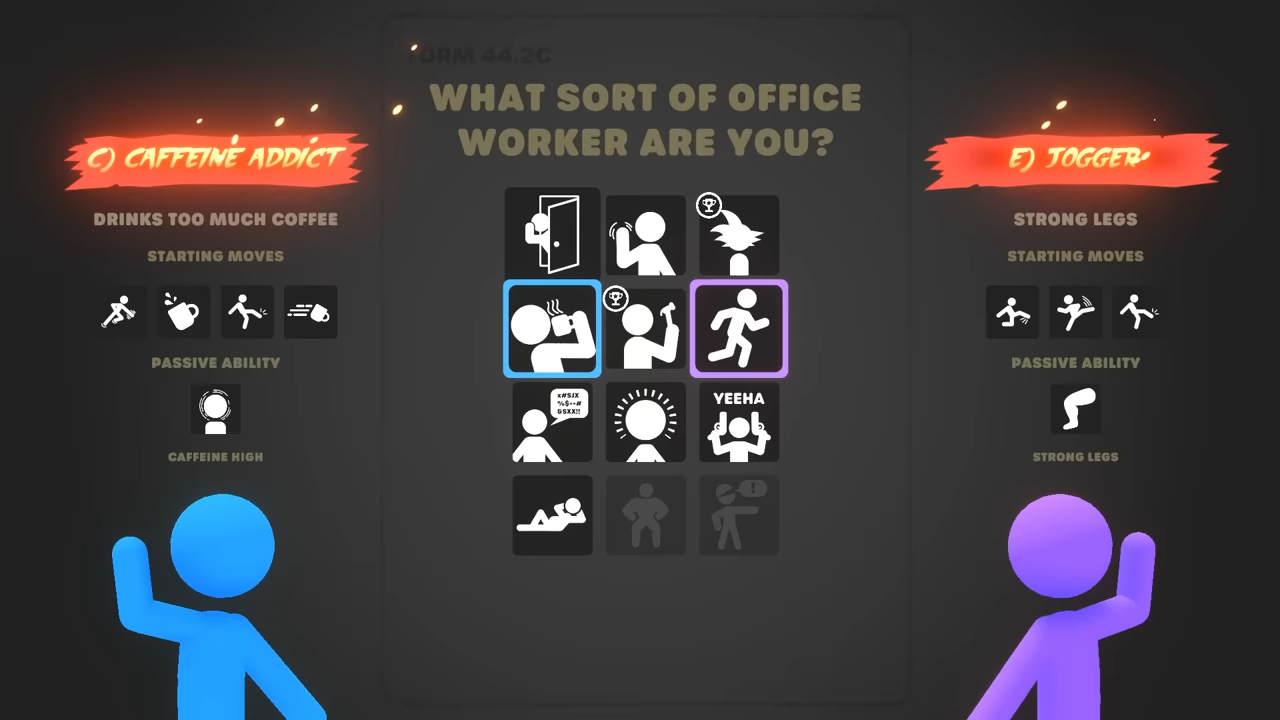 FORM 44.2C
WHAT SORT OF OFFICE
WORKER ARE YOU?
C) CAFFEINE ADDICT
DRINKS TOO MUCH COFFEE
STARTING MOVES
PASSIVE ABILITY
CAFFEINE HIGH
X#$!X
%$--#
&$XX!!
YEEHA
!
E) JOGGER
STRONG LEGS
STARTING MOVES
PASSIVE ABILITY
STRONG LEGS